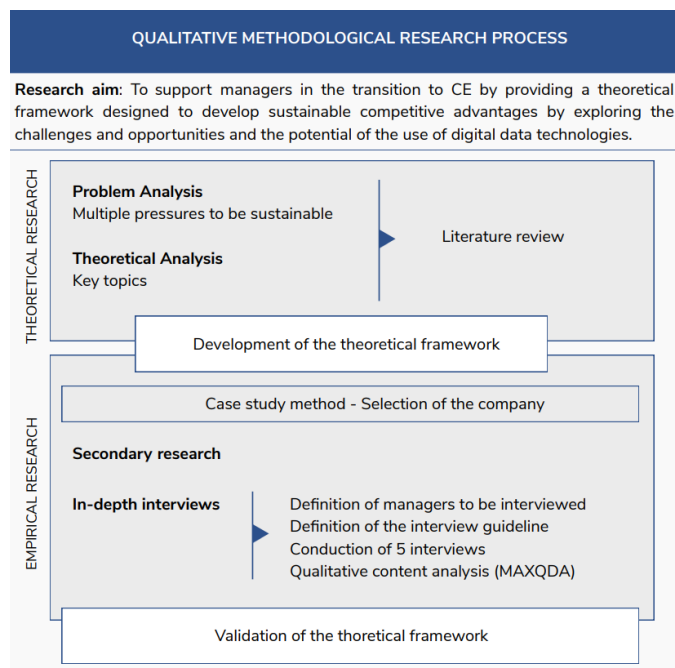 QUALITATIVE METHODOLOGICAL RESEARCH PROCESS
Research aim: To support managers in the transition to CE by providing a theoretical
framework designed to develop sustainable competitive advantages by exploring the
challenges and opportunities and the potential of the use of digital data technologies.
THEORETICAL RESEARCH
Problem Analysis
Multiple pressures to be sustainable
Theoretical Analysis
Key topics
Literature review
Development of the theoretical framework
EMPIRICAL RESEARCH
Case study method - Selection of the company
Secondary research
In-depth interviews
Definition of managers to be interviewed
Definition of the interview guideline
Conduction of 5 interviews
Qualitative content analysis (MAXQDA)
Validation of the thoretical framework